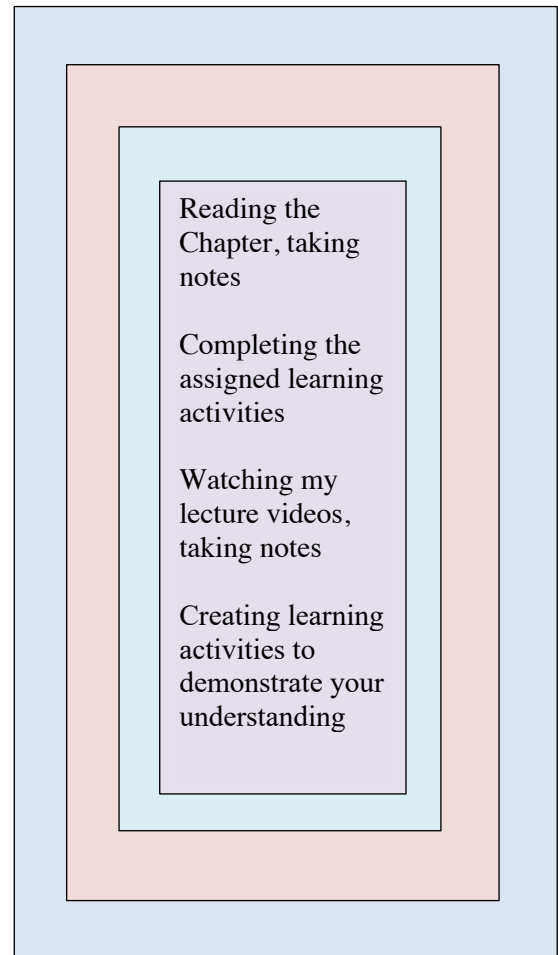 Reading the
Chapter, taking
notes
Completing the
assigned learning
activities
Watching my
lecture videos,
taking notes
Creating learning
activities to
demonstrate your
understanding